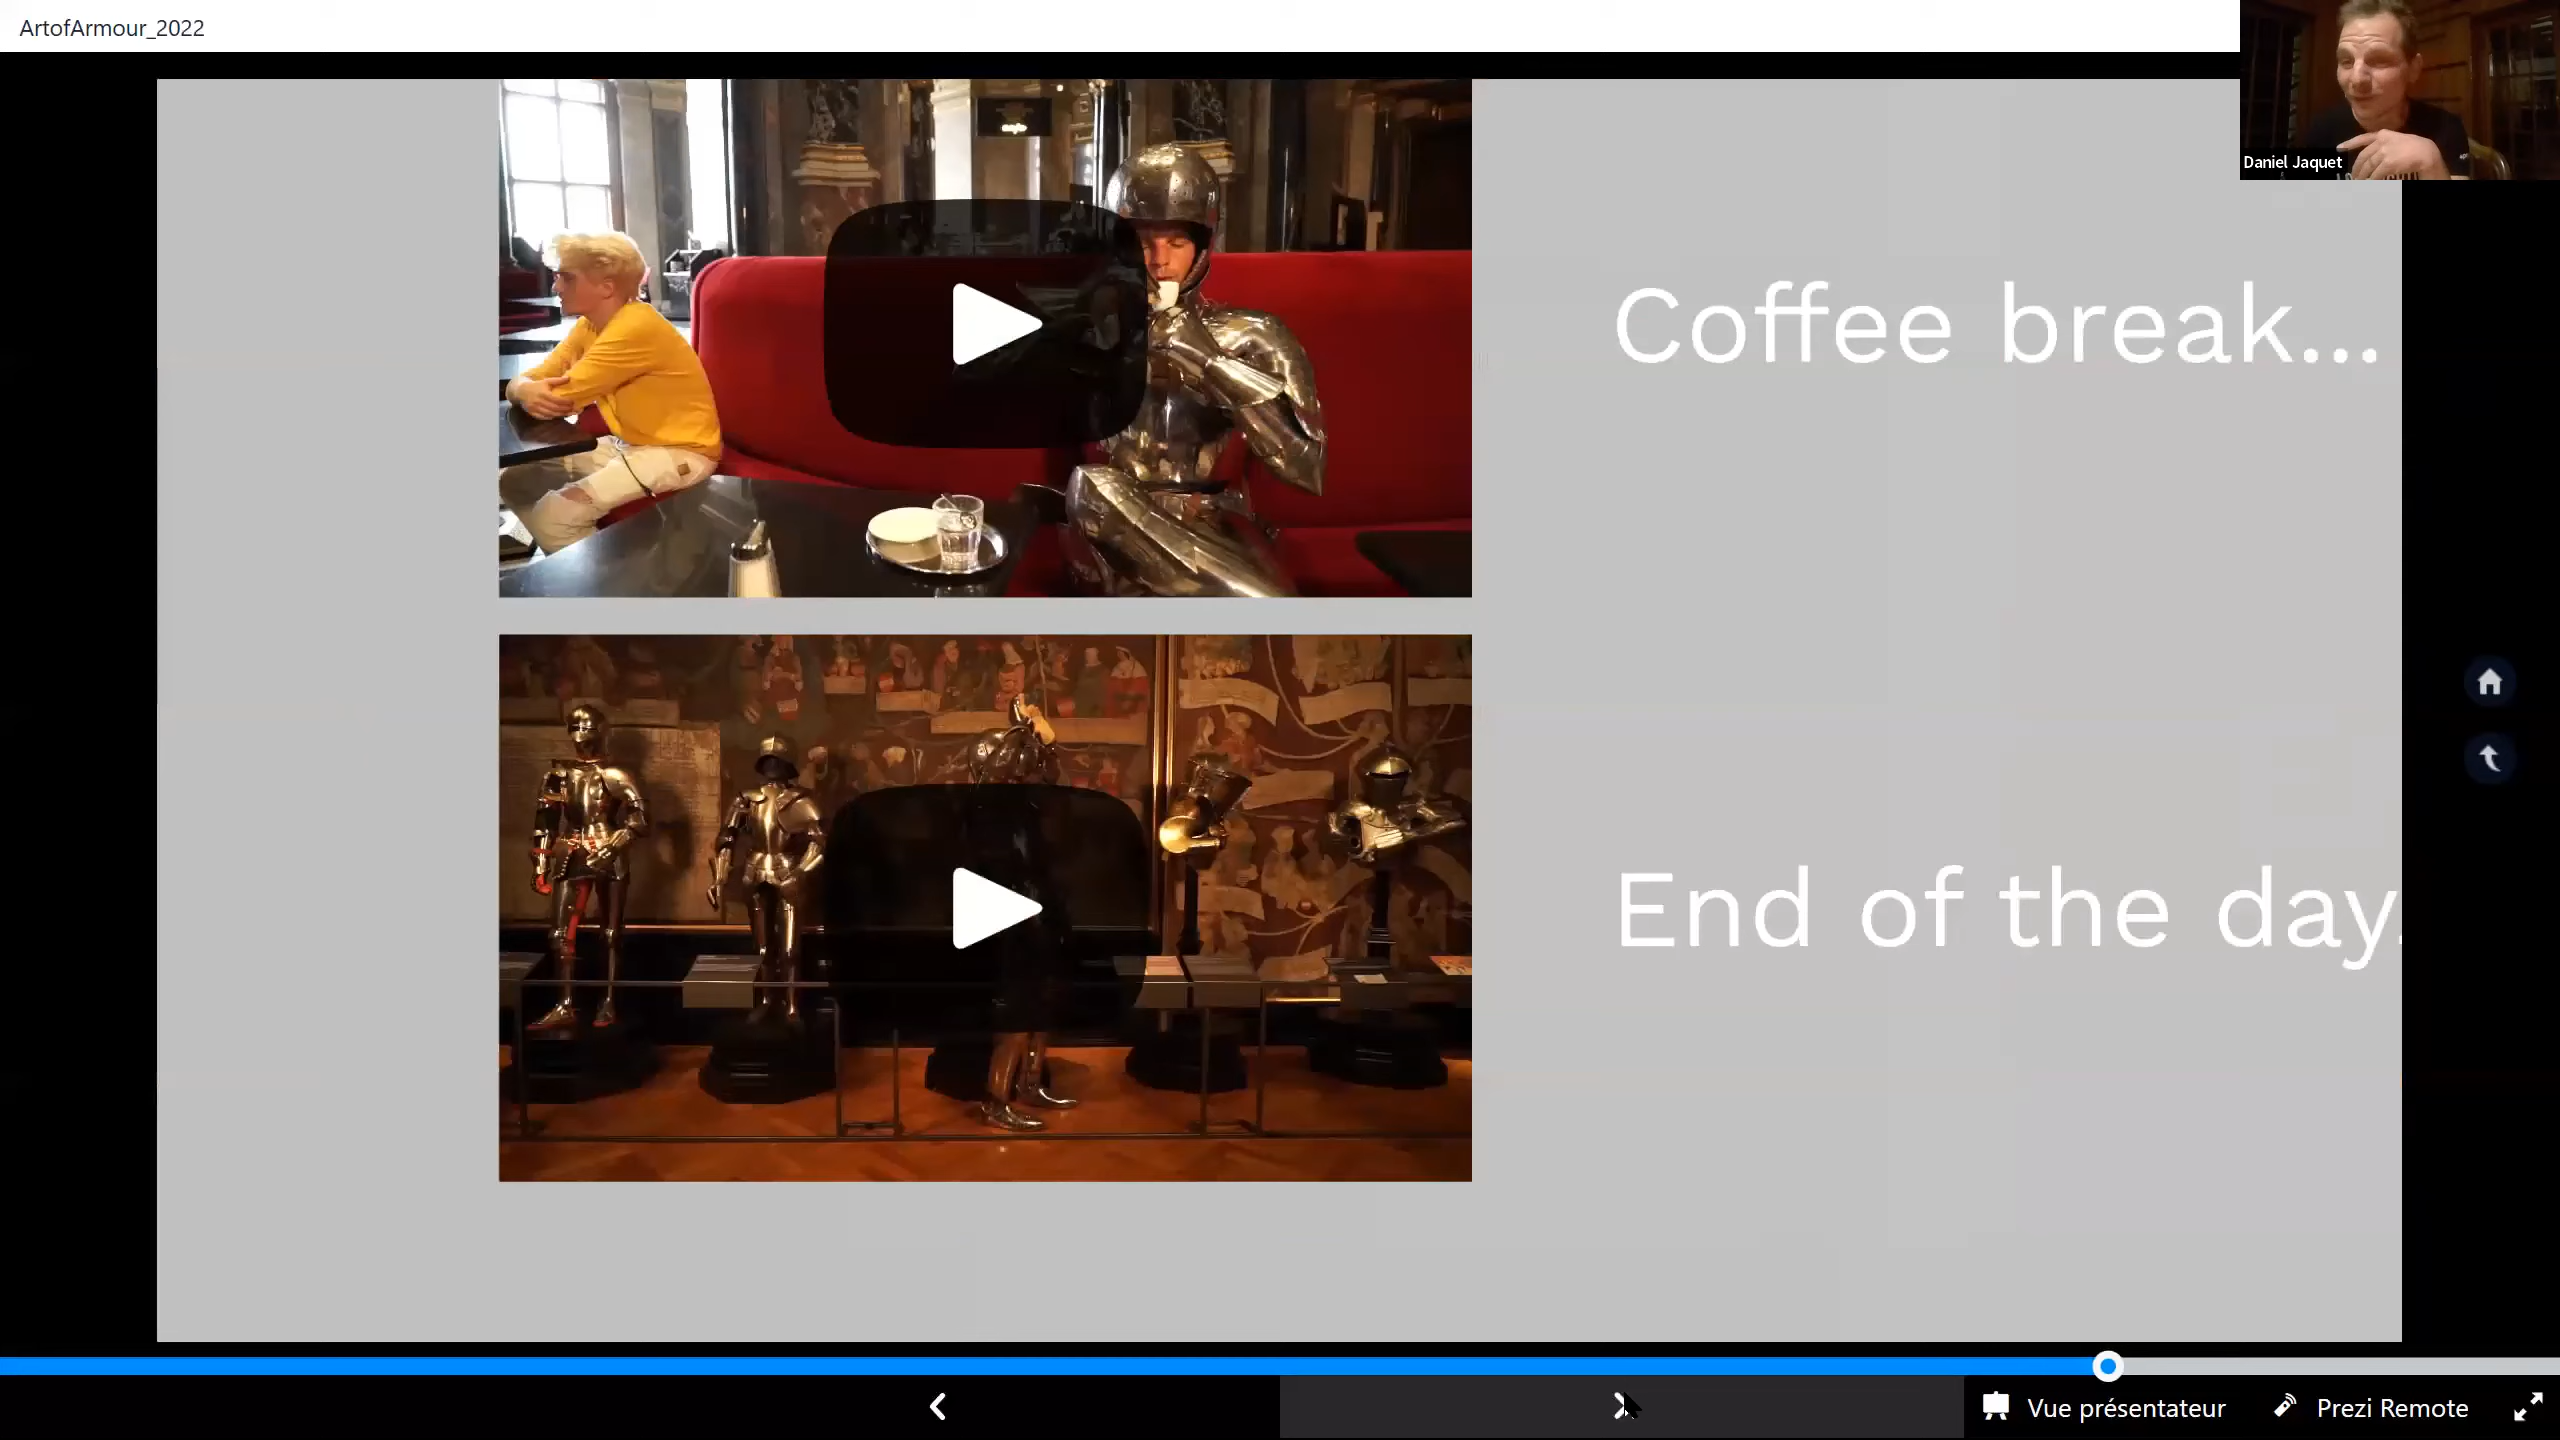 ArtofArmour_2022
Daniel Jaquet
Coffee break...
End of the day.
Vue présentateur
Prezi Remote